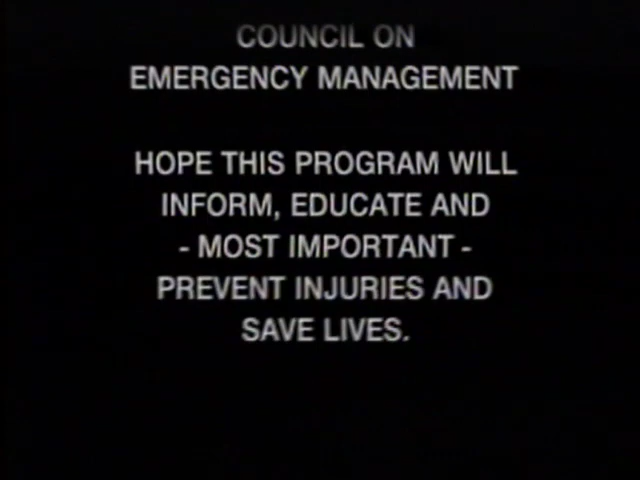 COUNCIL ON
EMERGENCY MANAGEMENT
HOPE THIS PROGRAM WILL
INFORM, EDUCATE AND
- MOST IMPORTANT -
PREVENT INJURIES AND
SAVE LIVES.